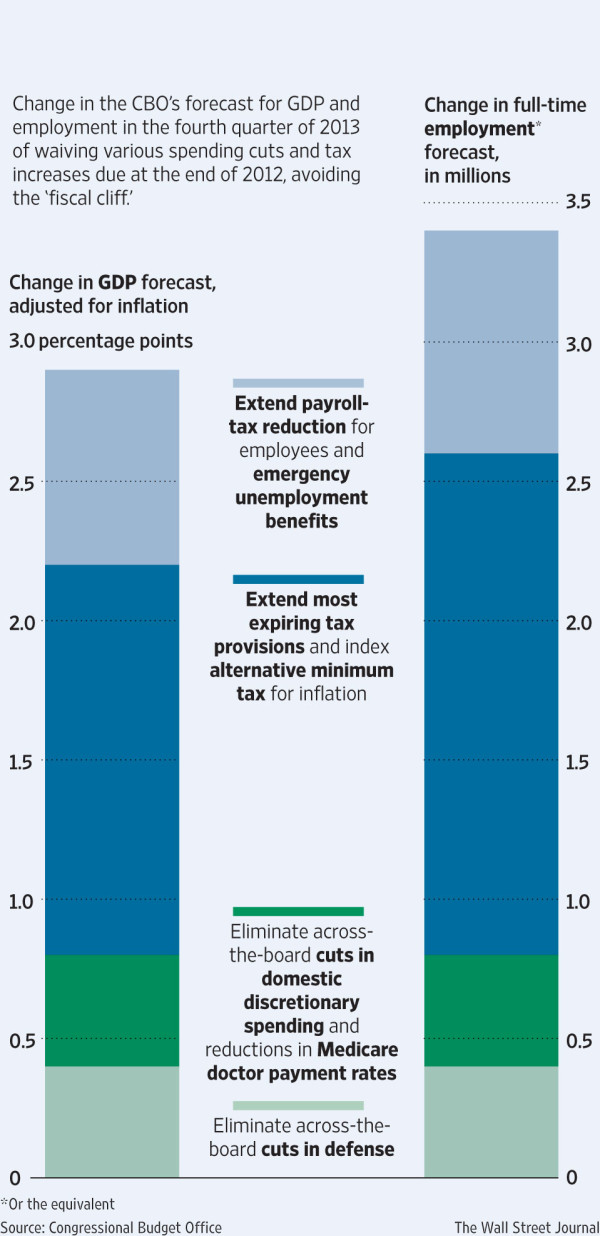 Change in the CBO’s forecast for GDP and
employment in the fourth quarter of 2013
of waiving various spending cuts and tax
increases due at the end of 2012, avoiding
the ‘fiscal cliff.’
Change in GDP forecast,
adjusted for inflation
3.0 percentage points
2.5
2.0
1.5
1.0
0.5
0
Extend payroll-
tax reduction for
employees and
emergency
unemployment
benefits
Extend most
expiring tax
provisions and index
alternative minimum
tax for inflation
Eliminate across-
the-board cuts in
domestic
discretionary
spending and
reductions in Medicare
doctor payment rates
Eliminate across-the-
board cuts in defense
Change in full-time
employment*
forecast,
in millions
3.5
3.0
2.5
2.0
1.5
1.0
0.5
0
*Or the equivalent
Source: Congressional Budget Office
The Wall Street Journal